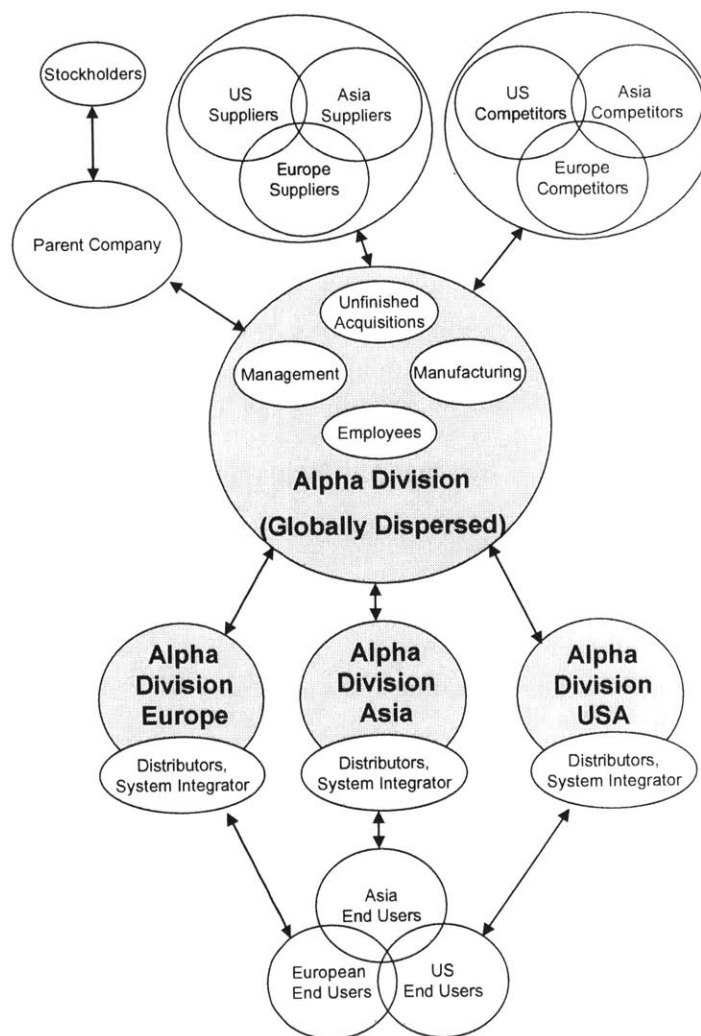 Stockholders
US
Suppliers
Asia
Suppliers
Europe
Suppliers
US
Competitors
Asia
Competitors
Europe
Competitors
Parent Company
Unfinished
Acquisitions
Management
Manufacturing
Employees
Alpha Division
(Globally Dispersed)
Alpha
Division
Europe
Distributors,
System Integrator
Alpha
Division
Asia
Distributors,
System Integrator
Alpha
Division
USA
Distributors,
System Integrator
Asia
End Users
European
End Users
US
End Users